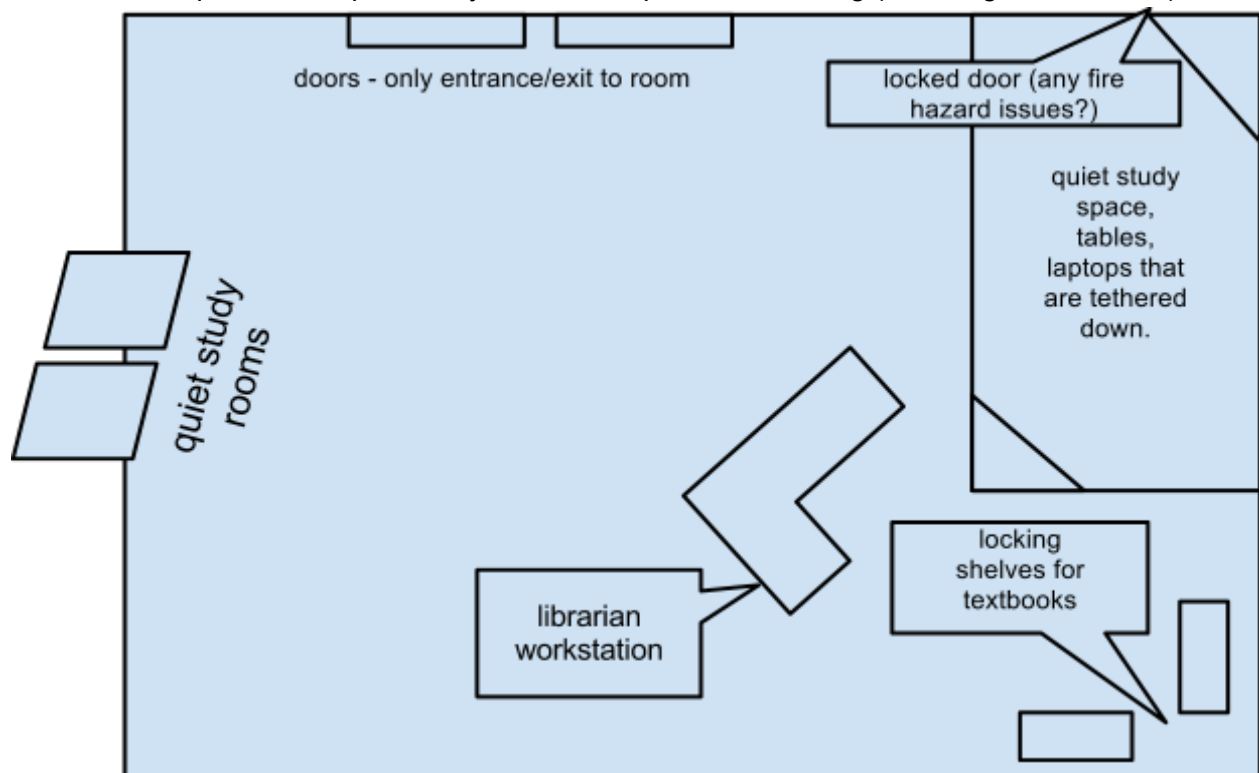 doors - only entrance/exit to room
locked door (any fire
hazard issues?)
quiet study
space,
tables,
laptops that
are tethered
down.
quiet study
rooms
locking
shelves for
textbooks
librarian
workstation